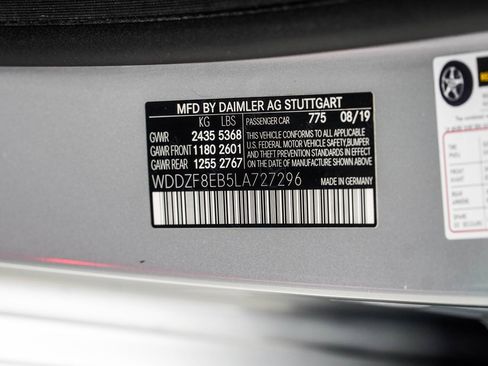 MFD BY DAIMLER AG STUTTGART
KG LBS PASSENGER CAR 775 08/19
GVWR 2435 5368 THIS VEHICLE CONFORMS TO ALL APPLICABLE
GAWR FRONT 1180 2601 U.S. FEDERAL MOTOR VEHICLE SAFETY,BUMPER,
GAWR REAR 1255 2767 AND THEFT PREVENTION STANDARDS IN EFFECT
ON THE DATE OF MANUFACTURE SHOWN ABOVE
WDDZF8EB5LA727296 MADE IN GERMANY
The combined